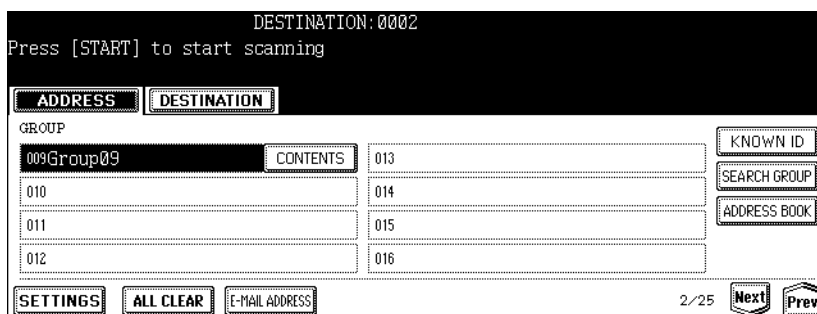 DESTINATION:0002
Press [START] to start scanning
ADDRESS DESTINATION
GROUP
009Group09 CONTENTS 013 KNOWN ID
010 014 SEARCH GROUP
011 015 ADDRESS BOOK
012 016
SETTINGS ALL CLEAR E-MAIL ADDRESS 2/25 Next Prev